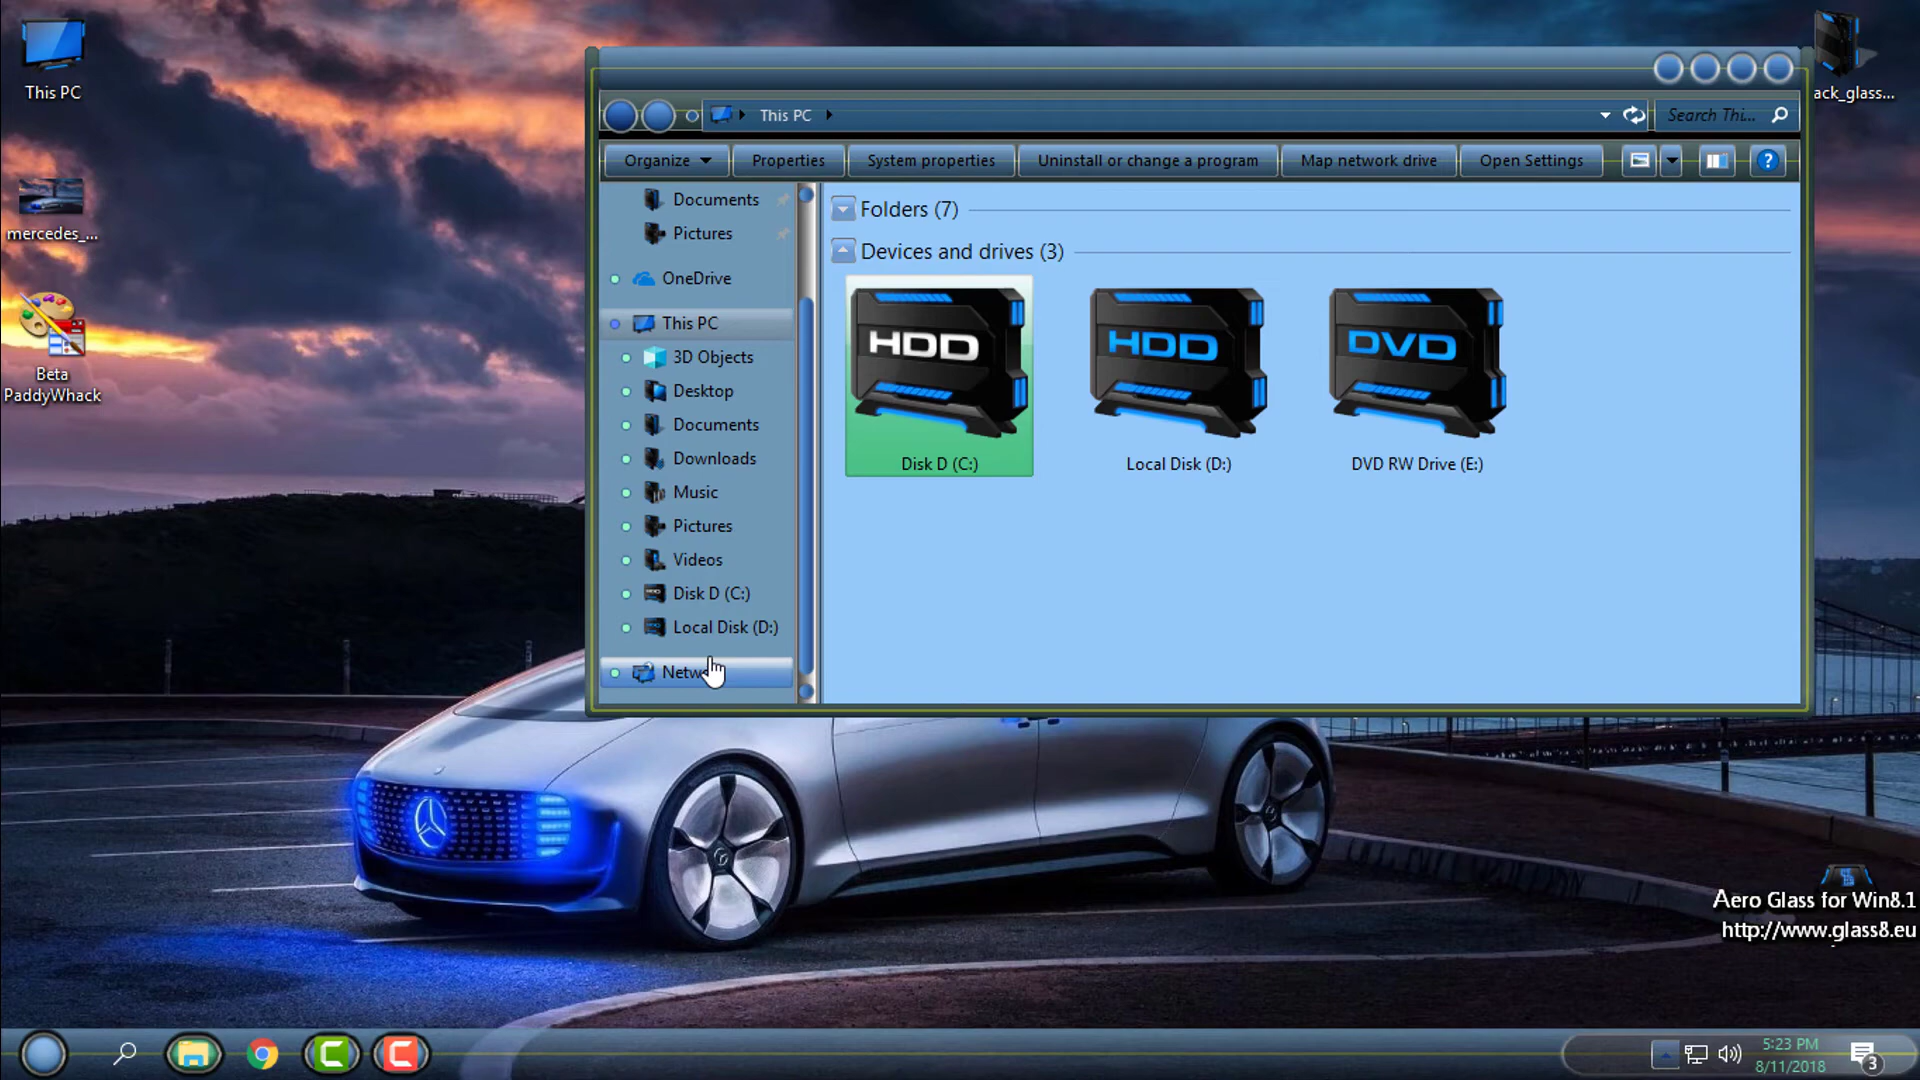 This PC
ack_glass...
mercedes_...
Beta
PaddyWhack
This PC
Search Thi...
Organize
Properties
System properties
Uninstall or change a program
Map network drive
Open Settings
?
Documents
Pictures
OneDrive
This PC
3D Objects
Desktop
Documents
Downloads
Music
Pictures
Videos
Disk D (C:)
Local Disk (D:)
Netw
Folders (7)
Devices and drives (3)
HDD
HDD
DVD
Disk D (C:)
Local Disk (D:)
DVD RW Drive (E:)
Aero Glass for Win8.1
http://www.glass8.eu
5:23 PM
8/11/2018
3